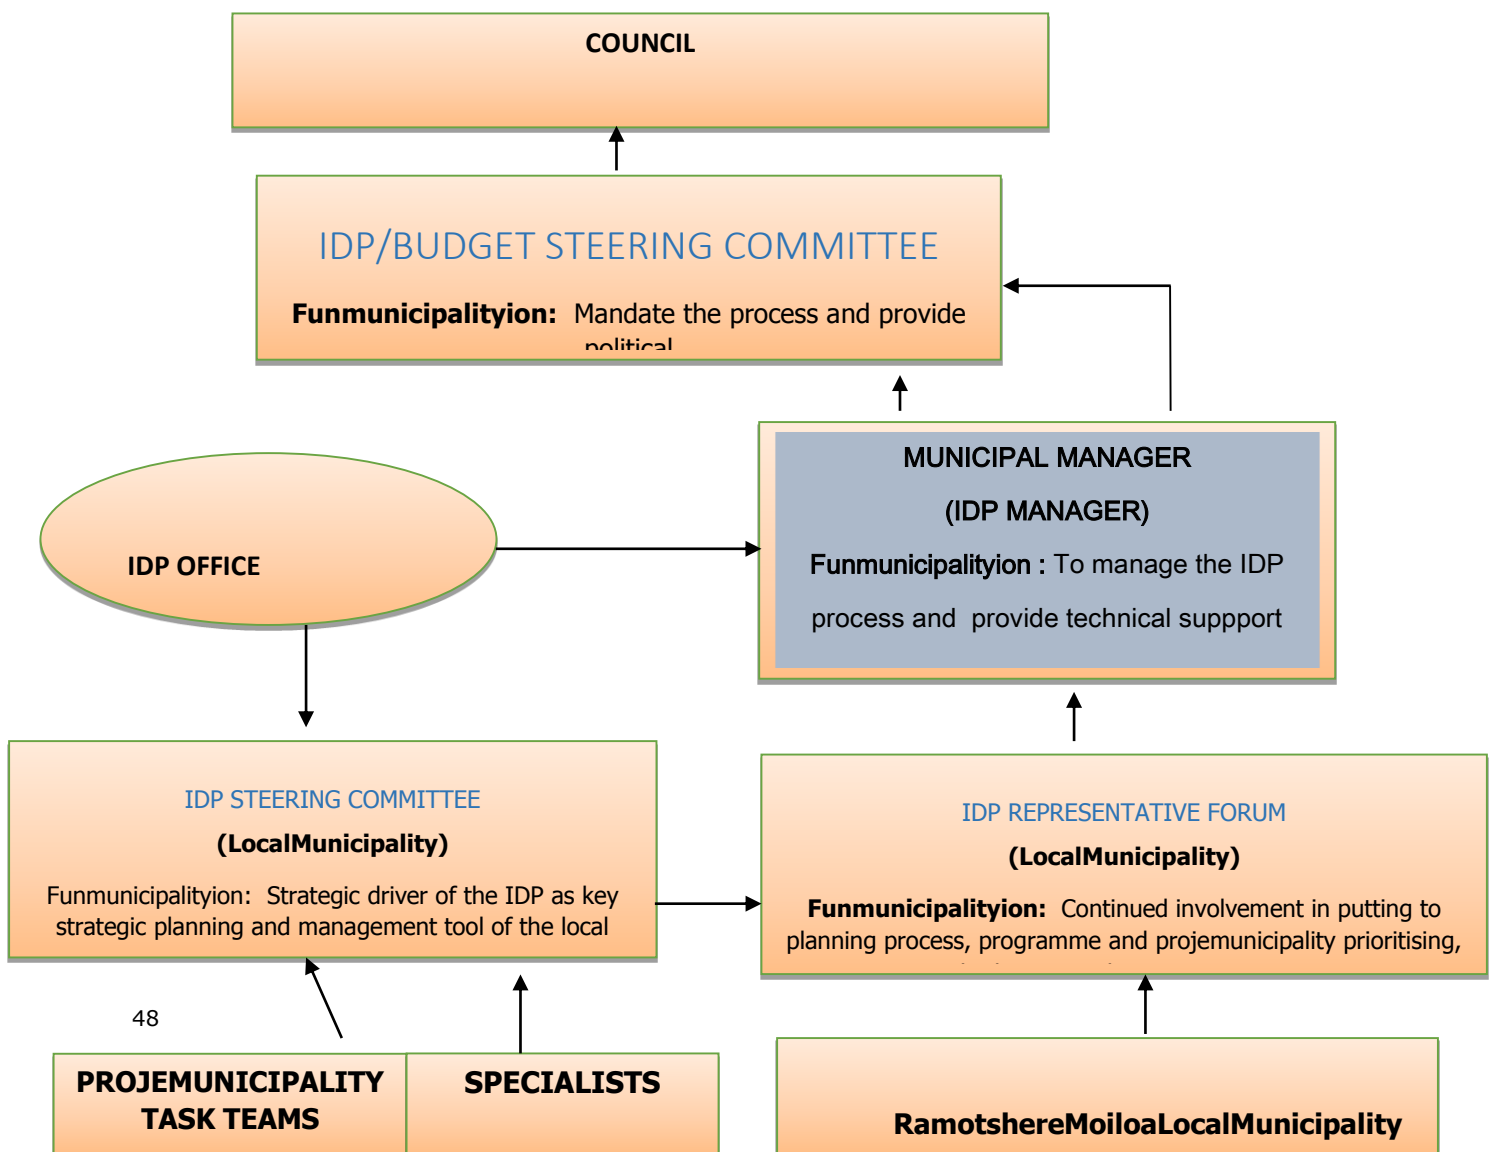 COUNCIL
IDP/BUDGET STEERING COMMITTEE
Funmunicipalityion: Mandate the process and provide
political
MUNICIPAL MANAGER
(IDP MANAGER)
Funmunicipalityion : To manage the IDP
process and provide technical suppport
IDP OFFICE
IDP STEERING COMMITTEE
(LocalMunicipality)
Funmunicipalityion: Strategic driver of the IDP as key
strategic planning and management tool of the local
IDP REPRESENTATIVE FORUM
(LocalMunicipality)
Funmunicipalityion: Continued involvement in putting to
planning process, programme and projemunicipality prioritising,
48
PROJEMUNICIPALITY
TASK TEAMS
SPECIALISTS
RamotshereMoiloaLocalMunicipality